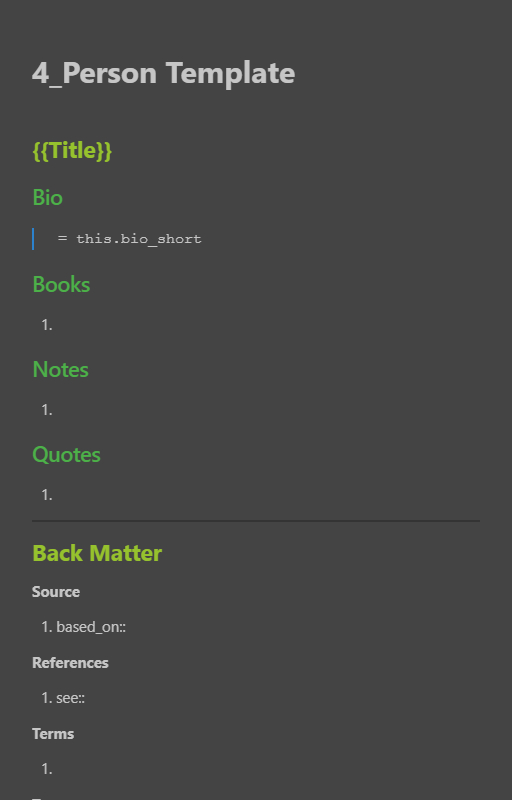 4_Person Template
{{Title}}
Bio
= this.bio_short
Books
1.
Notes
1.
Quotes
1.
Back Matter
Source
1. based_on::
References
1. see::
Terms
1.